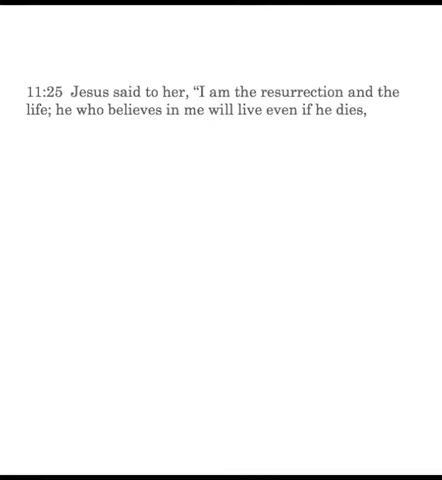 11:25  Jesus said to her, “I am the resurrection and the
life; he who believes in me will live even if he dies,